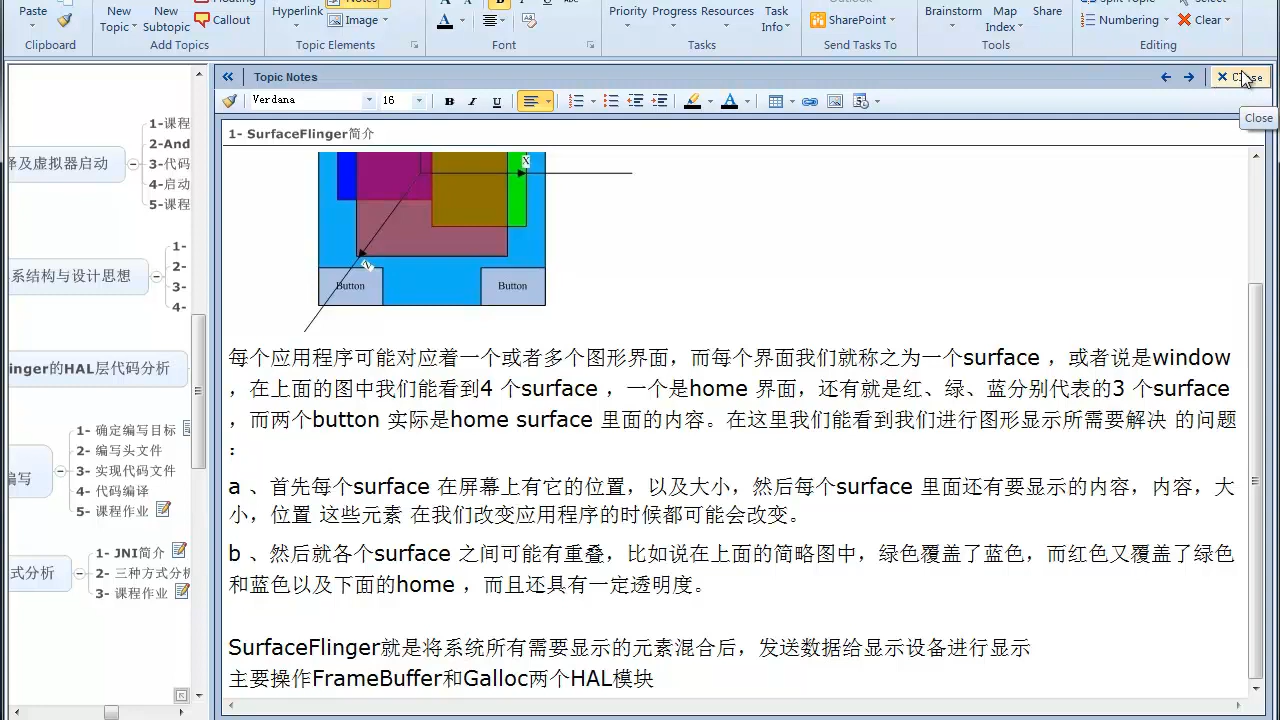 Paste
New
Topic
New
Subtopic
Floating
Callout
Hyperlink
Notes
Image
Priority
Progress
Resources
Task
Info
Outlook
SharePoint
Brainstorm
Map
Index
Share
Split Topic
Numbering
Select
Clear
Clipboard
Add Topics
Topic Elements
Font
Tasks
Send Tasks To
Tools
Editing
Topic Notes
Close
Verdana
16
Close
1- SurfaceFlinger简介
1-课程
2-And
3-代码
4-启动
5-课程
及虚拟器启动
1-
2-
3-
4-
系结构与设计思想
inger的HAL层代码分析
1- 确定编写目标
2- 编写头文件
3- 实现代码文件
4- 代码编译
5- 课程作业
编写
1- JNI简介
2- 三种方式分析
3- 课程作业
式分析
X
Button
Button
每个应用程序可能对应着一个或者多个图形界面，而每个界面我们就称之为一个surface ，或者说是window
，在上面的图中我们能看到4 个surface ，一个是home 界面，还有就是红、绿、蓝分别代表的3 个surface
，而两个button 实际是home surface 里面的内容。在这里我们能看到我们进行图形显示所需要解决 的问题
：
a 、首先每个surface 在屏幕上有它的位置，以及大小，然后每个surface 里面还有要显示的内容，内容，大
小，位置 这些元素 在我们改变应用程序的时候都可能会改变。
b 、然后就各个surface 之间可能有重叠，比如说在上面的简略图中，绿色覆盖了蓝色，而红色又覆盖了绿色
和蓝色以及下面的home ，而且还具有一定透明度。
SurfaceFlinger就是将系统所有需要显示的元素混合后，发送数据给显示设备进行显示
主要操作FrameBuffer和Galloc两个HAL模块